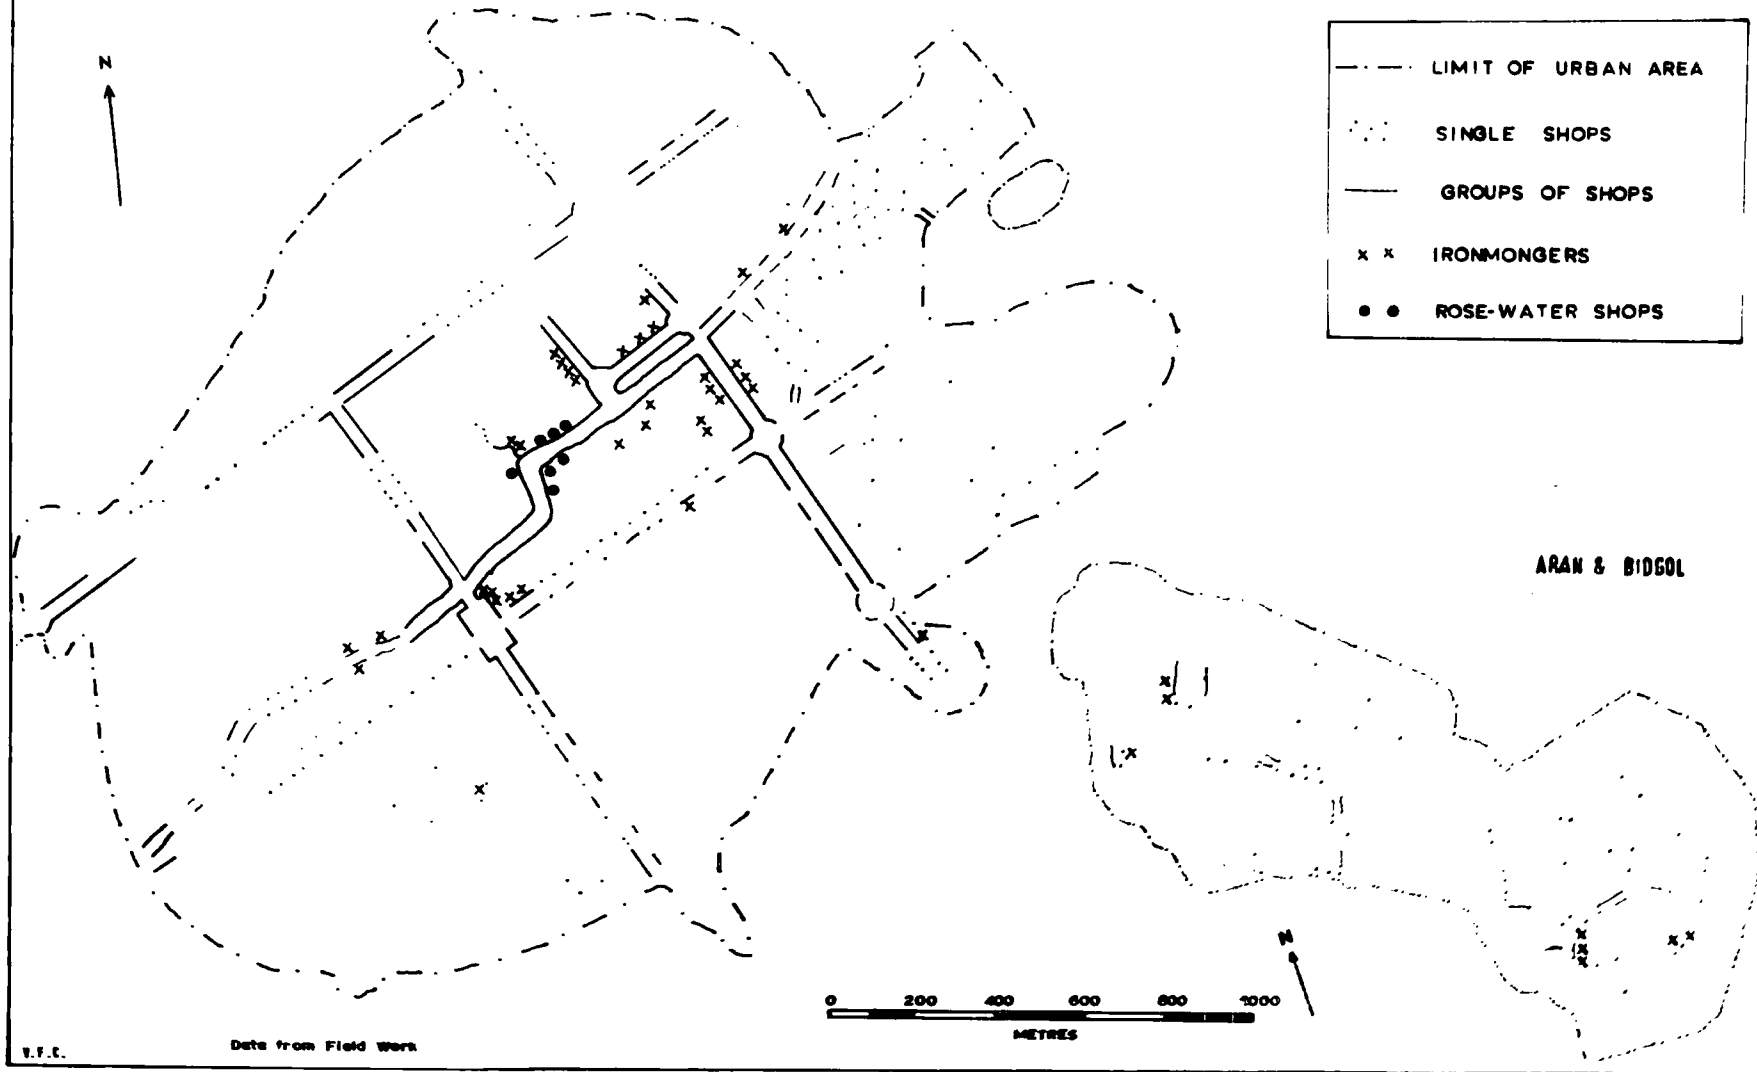 N
LIMIT OF URBAN AREA
SINGLE SHOPS
GROUPS OF SHOPS
x x IRONMONGERS
ROSE-WATER SHOPS
ARAN & BIDGOL
N
0 200 400 600 800 1000
METRES
Data from Field Work
V.F.C.